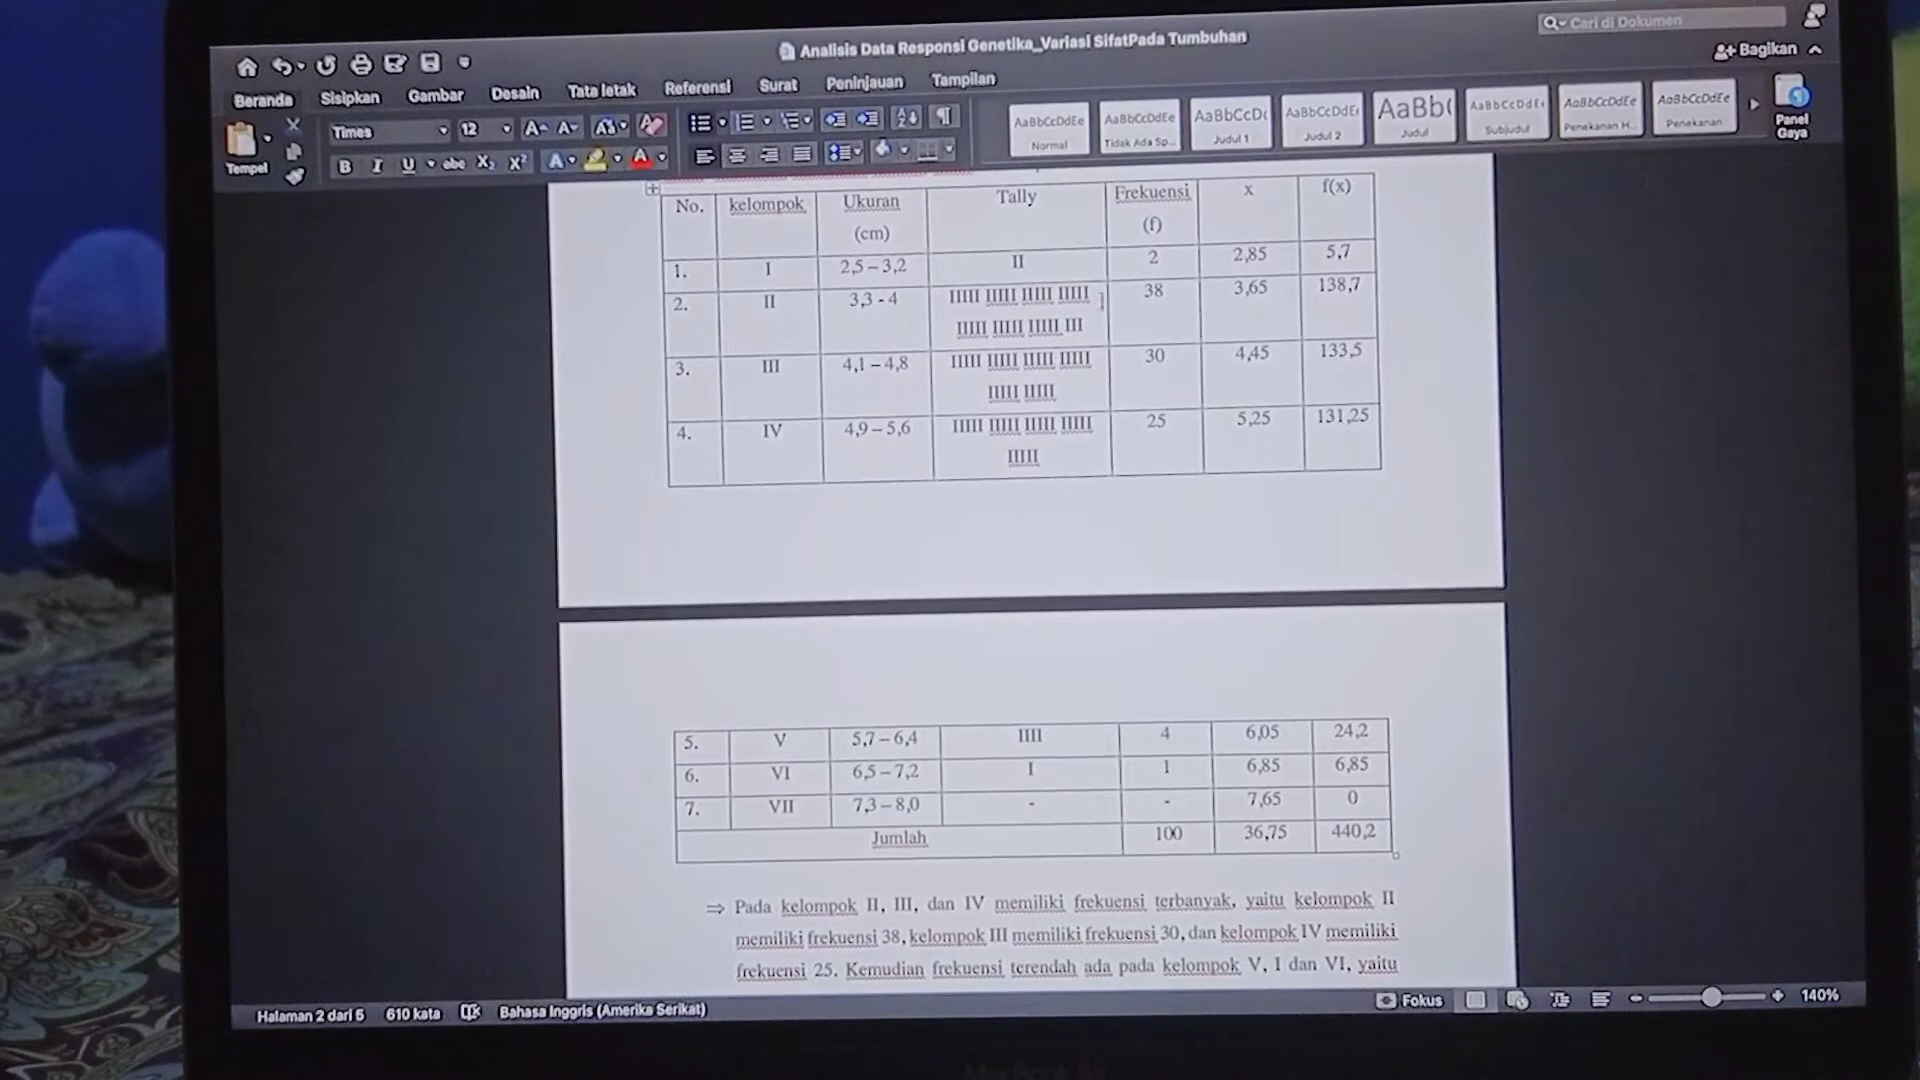 Analisis Data Responsi Genetika_Variasi SifatPada Tumbuhan
Cari di Dokumen
Bagikan
Beranda Sisipkan Gambar Desain Tata letak Referensi Surat Peninjauan Tampilan
Tempel
Times 12
B I U abc X₂ X²
AaBbCcDdEe Normal
AaBbCcDdEe Tidak Ada Sp...
AaBbCcDc Judul 1
AaBbCcDdEe Judul 2
AaBb( Judul
AaBbCcDdEe Subjudul
AaBbCcDdEe Penekanan H...
AaBbCcDdEe Penekanan
Panel Gaya
No. kelompok Ukuran (cm) Tally Frekuensi (f) x f(x)
1. I 2,5 – 3,2 II 2 2,85 5,7
2. II 3,3 - 4 IIIII IIIII IIIII IIIII 38 3,65 138,7
IIIII IIIII IIIII III
3. III 4,1 – 4,8 IIIII IIIII IIIII IIIII 30 4,45 133,5
IIIII IIIII
4. IV 4,9 – 5,6 IIIII IIIII IIIII IIIII 25 5,25 131,25
IIIII
5. V 5,7 – 6,4 IIII 4 6,05 24,2
6. VI 6,5 – 7,2 I 1 6,85 6,85
7. VII 7,3 – 8,0 - - 7,65 0
Jumlah 100 36,75 440,2
⇒ Pada kelompok II, III, dan IV memiliki frekuensi terbanyak, yaitu kelompok II
memiliki frekuensi 38, kelompok III memiliki frekuensi 30, dan kelompok IV memiliki
frekuensi 25. Kemudian frekuensi terendah ada pada kelompok V, I dan VI, yaitu
Halaman 2 dari 5 610 kata Bahasa Inggris (Amerika Serikat) Fokus 140%